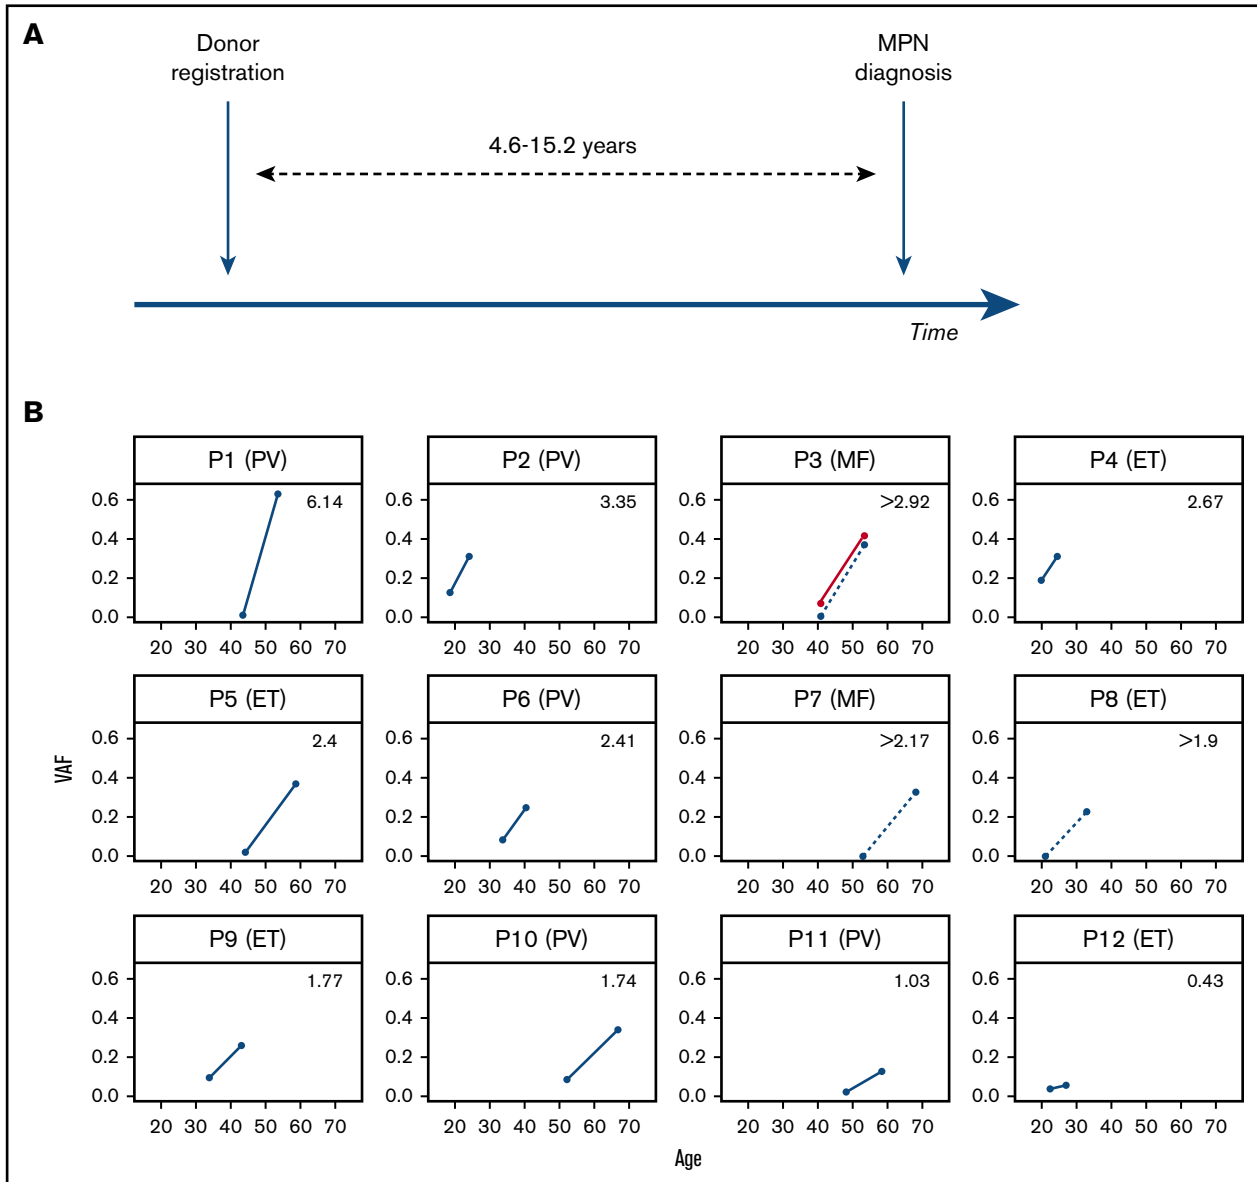 A
Donor
registration
MPN
diagnosis
4.6-15.2 years
Time
B
P1 (PV)
P2 (PV)
P3 (MF)
P4 (ET)
0.6
6.14
0.6
3.35
0.6
>2.92
0.6
2.67
0.4
0.4
0.4
0.4
0.2
0.2
0.2
0.2
0.0
0.0
0.0
0.0
20 30 40 50 60 70
20 30 40 50 60 70
20 30 40 50 60 70
20 30 40 50 60 70
P5 (ET)
P6 (PV)
P7 (MF)
P8 (ET)
0.6
2.4
0.6
2.41
0.6
>2.17
0.6
>1.9
VAF
0.4
0.4
0.4
0.4
0.2
0.2
0.2
0.2
0.0
0.0
0.0
0.0
20 30 40 50 60 70
20 30 40 50 60 70
20 30 40 50 60 70
20 30 40 50 60 70
P9 (ET)
P10 (PV)
P11 (PV)
P12 (ET)
0.6
1.77
0.6
1.74
0.6
1.03
0.6
0.43
0.4
0.4
0.4
0.4
0.2
0.2
0.2
0.2
0.0
0.0
0.0
0.0
20 30 40 50 60 70
20 30 40 50 60 70
20 30 40 50 60 70
20 30 40 50 60 70
Age